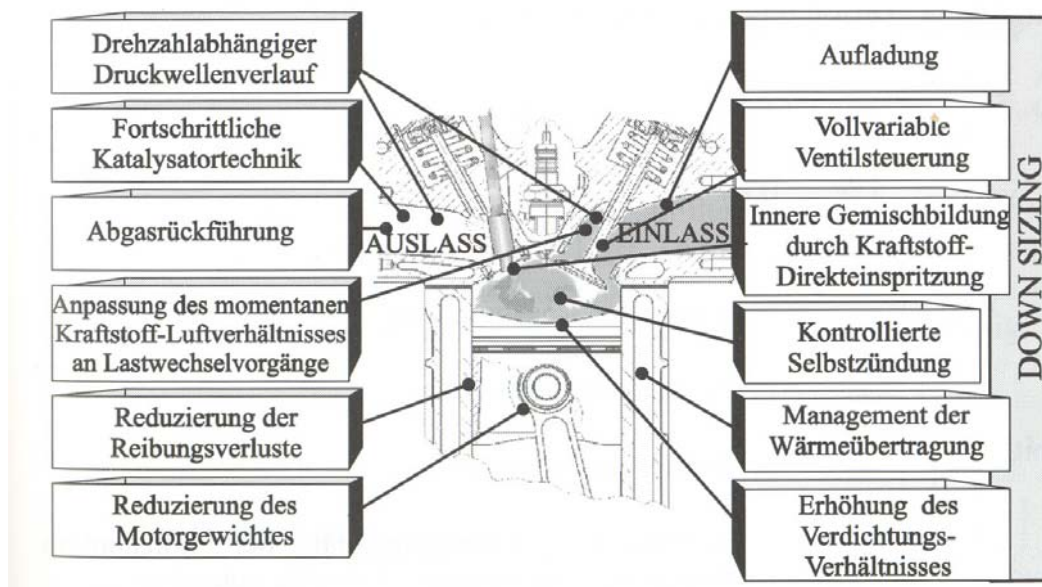 Drehzahlabhängiger
Druckwellenverlauf
Fortschrittliche
Katalysatortechnik
Abgasrückführung
Anpassung des momentanen
Kraftstoff-Luftverhältnisses
an Lastwechselvorgänge
Reduzierung der
Reibungsverluste
Reduzierung des
Motorgewichtes
AUSLASS
EINLASS
Aufladung
Vollvariable
Ventilsteuerung
Innere Gemischbildung
durch Kraftstoff-
Direkteinspritzung
Kontrollierte
Selbstzündung
Management der
Wärmeübertragung
Erhöhung des
Verdichtungs-
Verhältnisses
DOWN SIZING